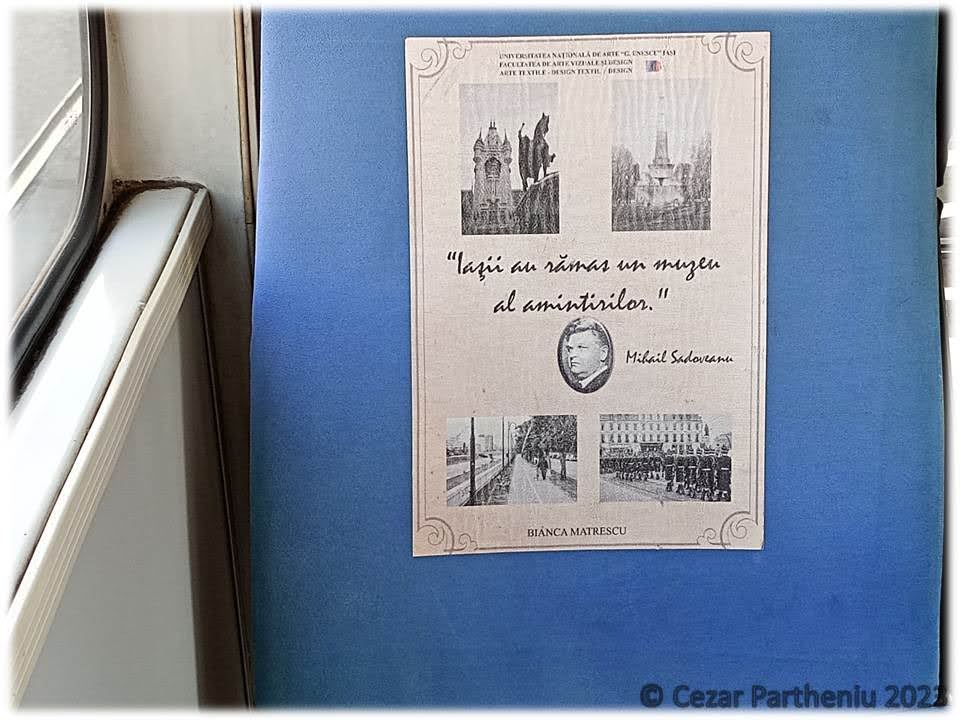 UNIVERSITATEA NAȚIONALĂ DE ARTE "G. ENESCU" IAȘI
FACULTATEA DE ARTE VIZUALE ȘI DESIGN
ARTE TEXTILE - DESIGN TEXTIL / DESIGN
"Iașii au rămas un muzeu
al amintirilor."
Mihail Sadoveanu
BIANCA MATRESCU
© Cezar Partheniu 2023